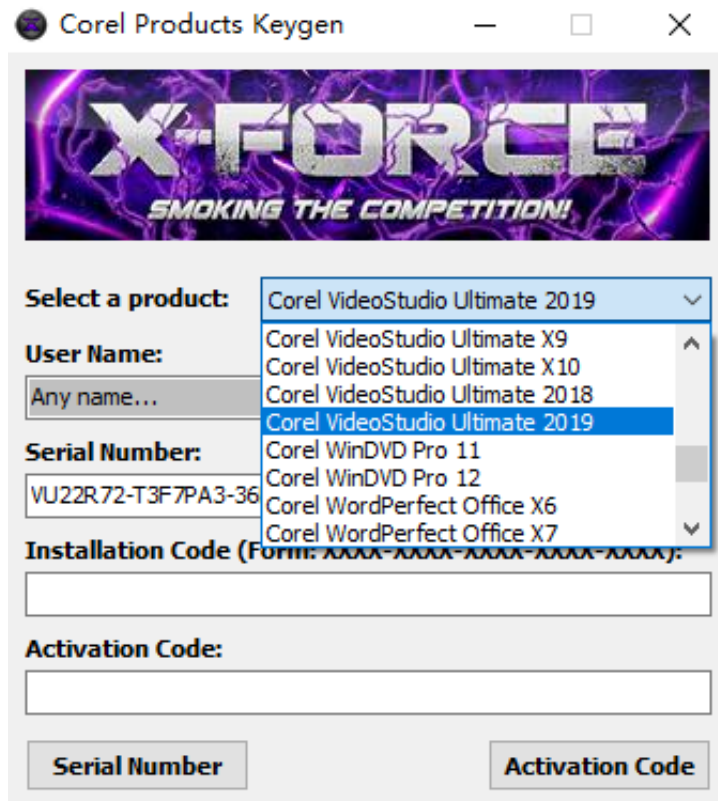 Corel Products Keygen
X-FORCE
SMOKING THE COMPETITION!
Select a product:
Corel VideoStudio Ultimate 2019
Corel VideoStudio Ultimate X9
Corel VideoStudio Ultimate X10
Corel VideoStudio Ultimate 2018
Corel VideoStudio Ultimate 2019
Corel WinDVD Pro 11
Corel WinDVD Pro 12
Corel WordPerfect Office X6
Corel WordPerfect Office X7
User Name:
Any name...
Serial Number:
VU22R72-T3F7PA3-36
Installation Code (Form: XXXX-XXXX-XXXX-XXXX-XXXX):
Activation Code:
Serial Number
Activation Code